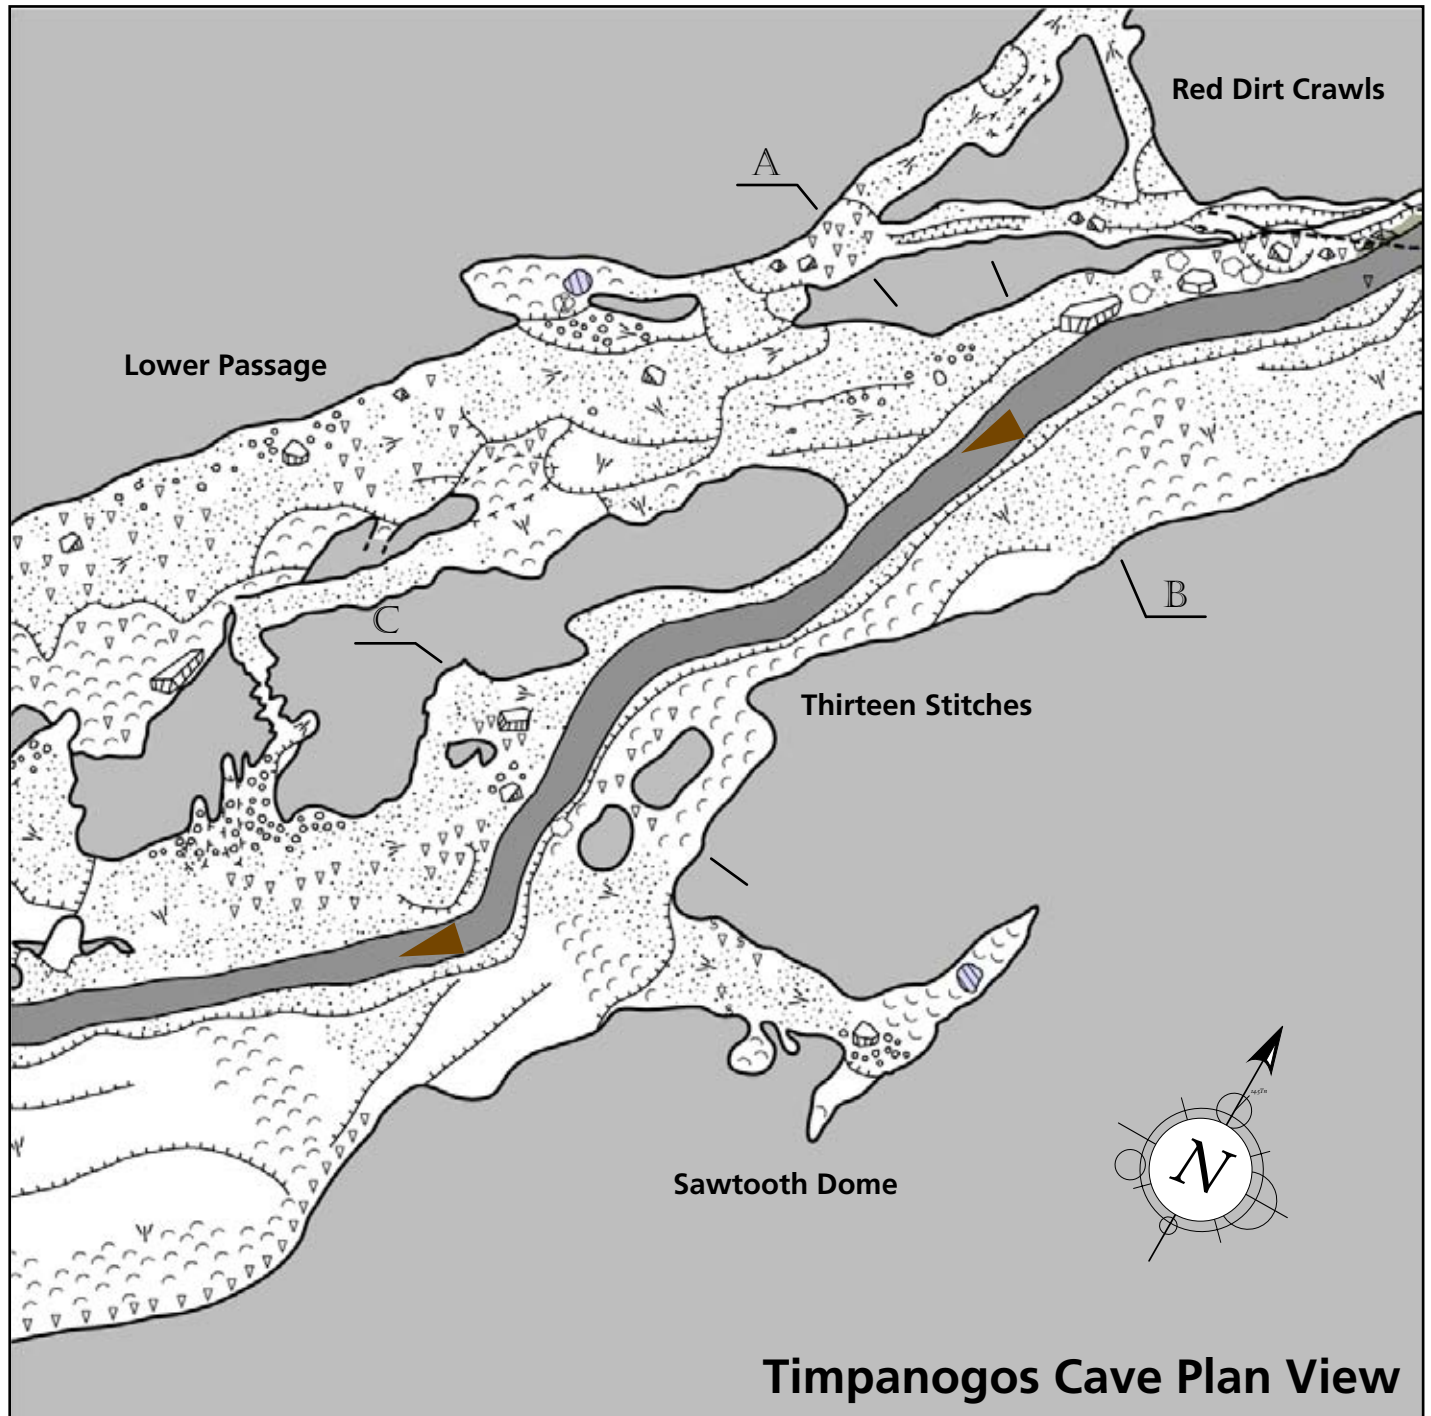 Red Dirt Crawls
A
Lower Passage
B
C
Thirteen Stitches
Sawtooth Dome
N
Timpanogos Cave Plan View